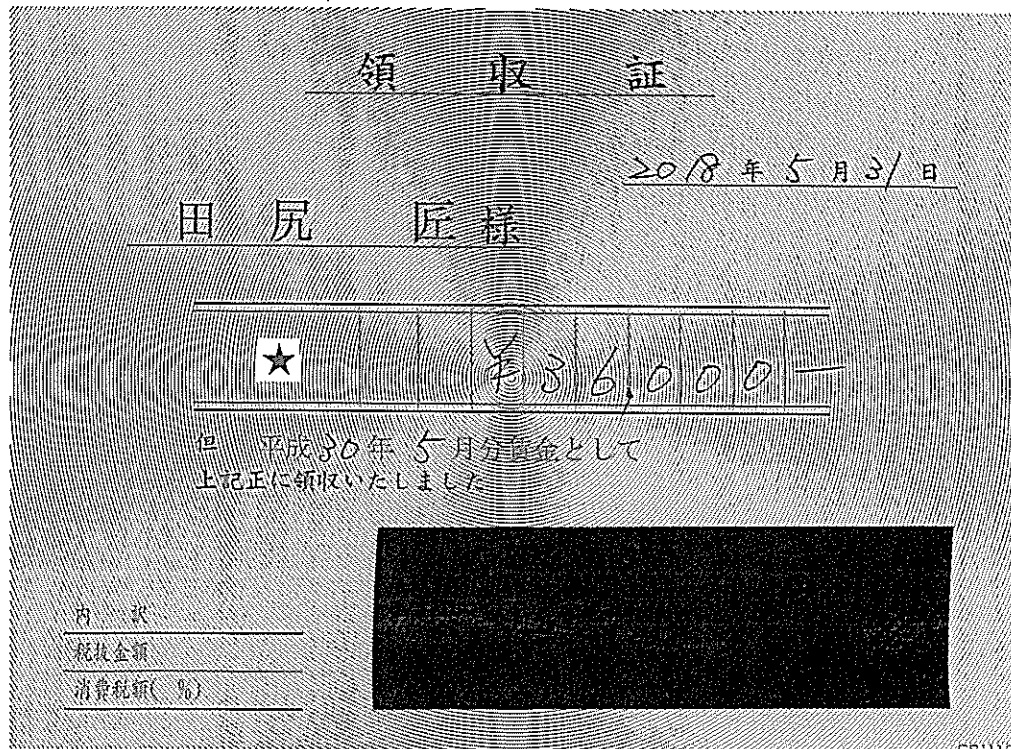 領収証
2018年5月31日
田尻 匠様
★ ¥36,000-
但 平成30年5月分賃金として
上記正に領収いたしました
内訳
税抜金額
消費税額( %)